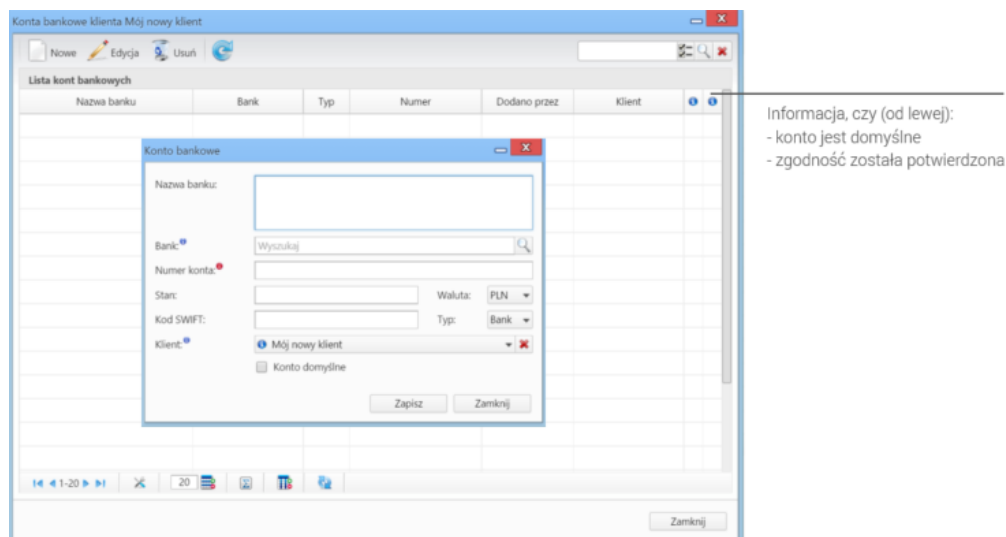 Konta bankowe klienta Mój nowy klient
Nowe Edycja Usuń
Lista kont bankowych
Nazwa banku Bank Typ Numer Dodano przez Klient
Informacja, czy (od lewej):
- konto jest domyślne
- zgodność została potwierdzona
Konto bankowe
Nazwa banku:
Bank: Wyszukaj
Numer konta:
Stan: Waluta: PLN
Kod SWIFT: Typ: Bank
Klient: Mój nowy klient
Konto domyślne
Zapisz Zamknij
1-20 20
Zamknij